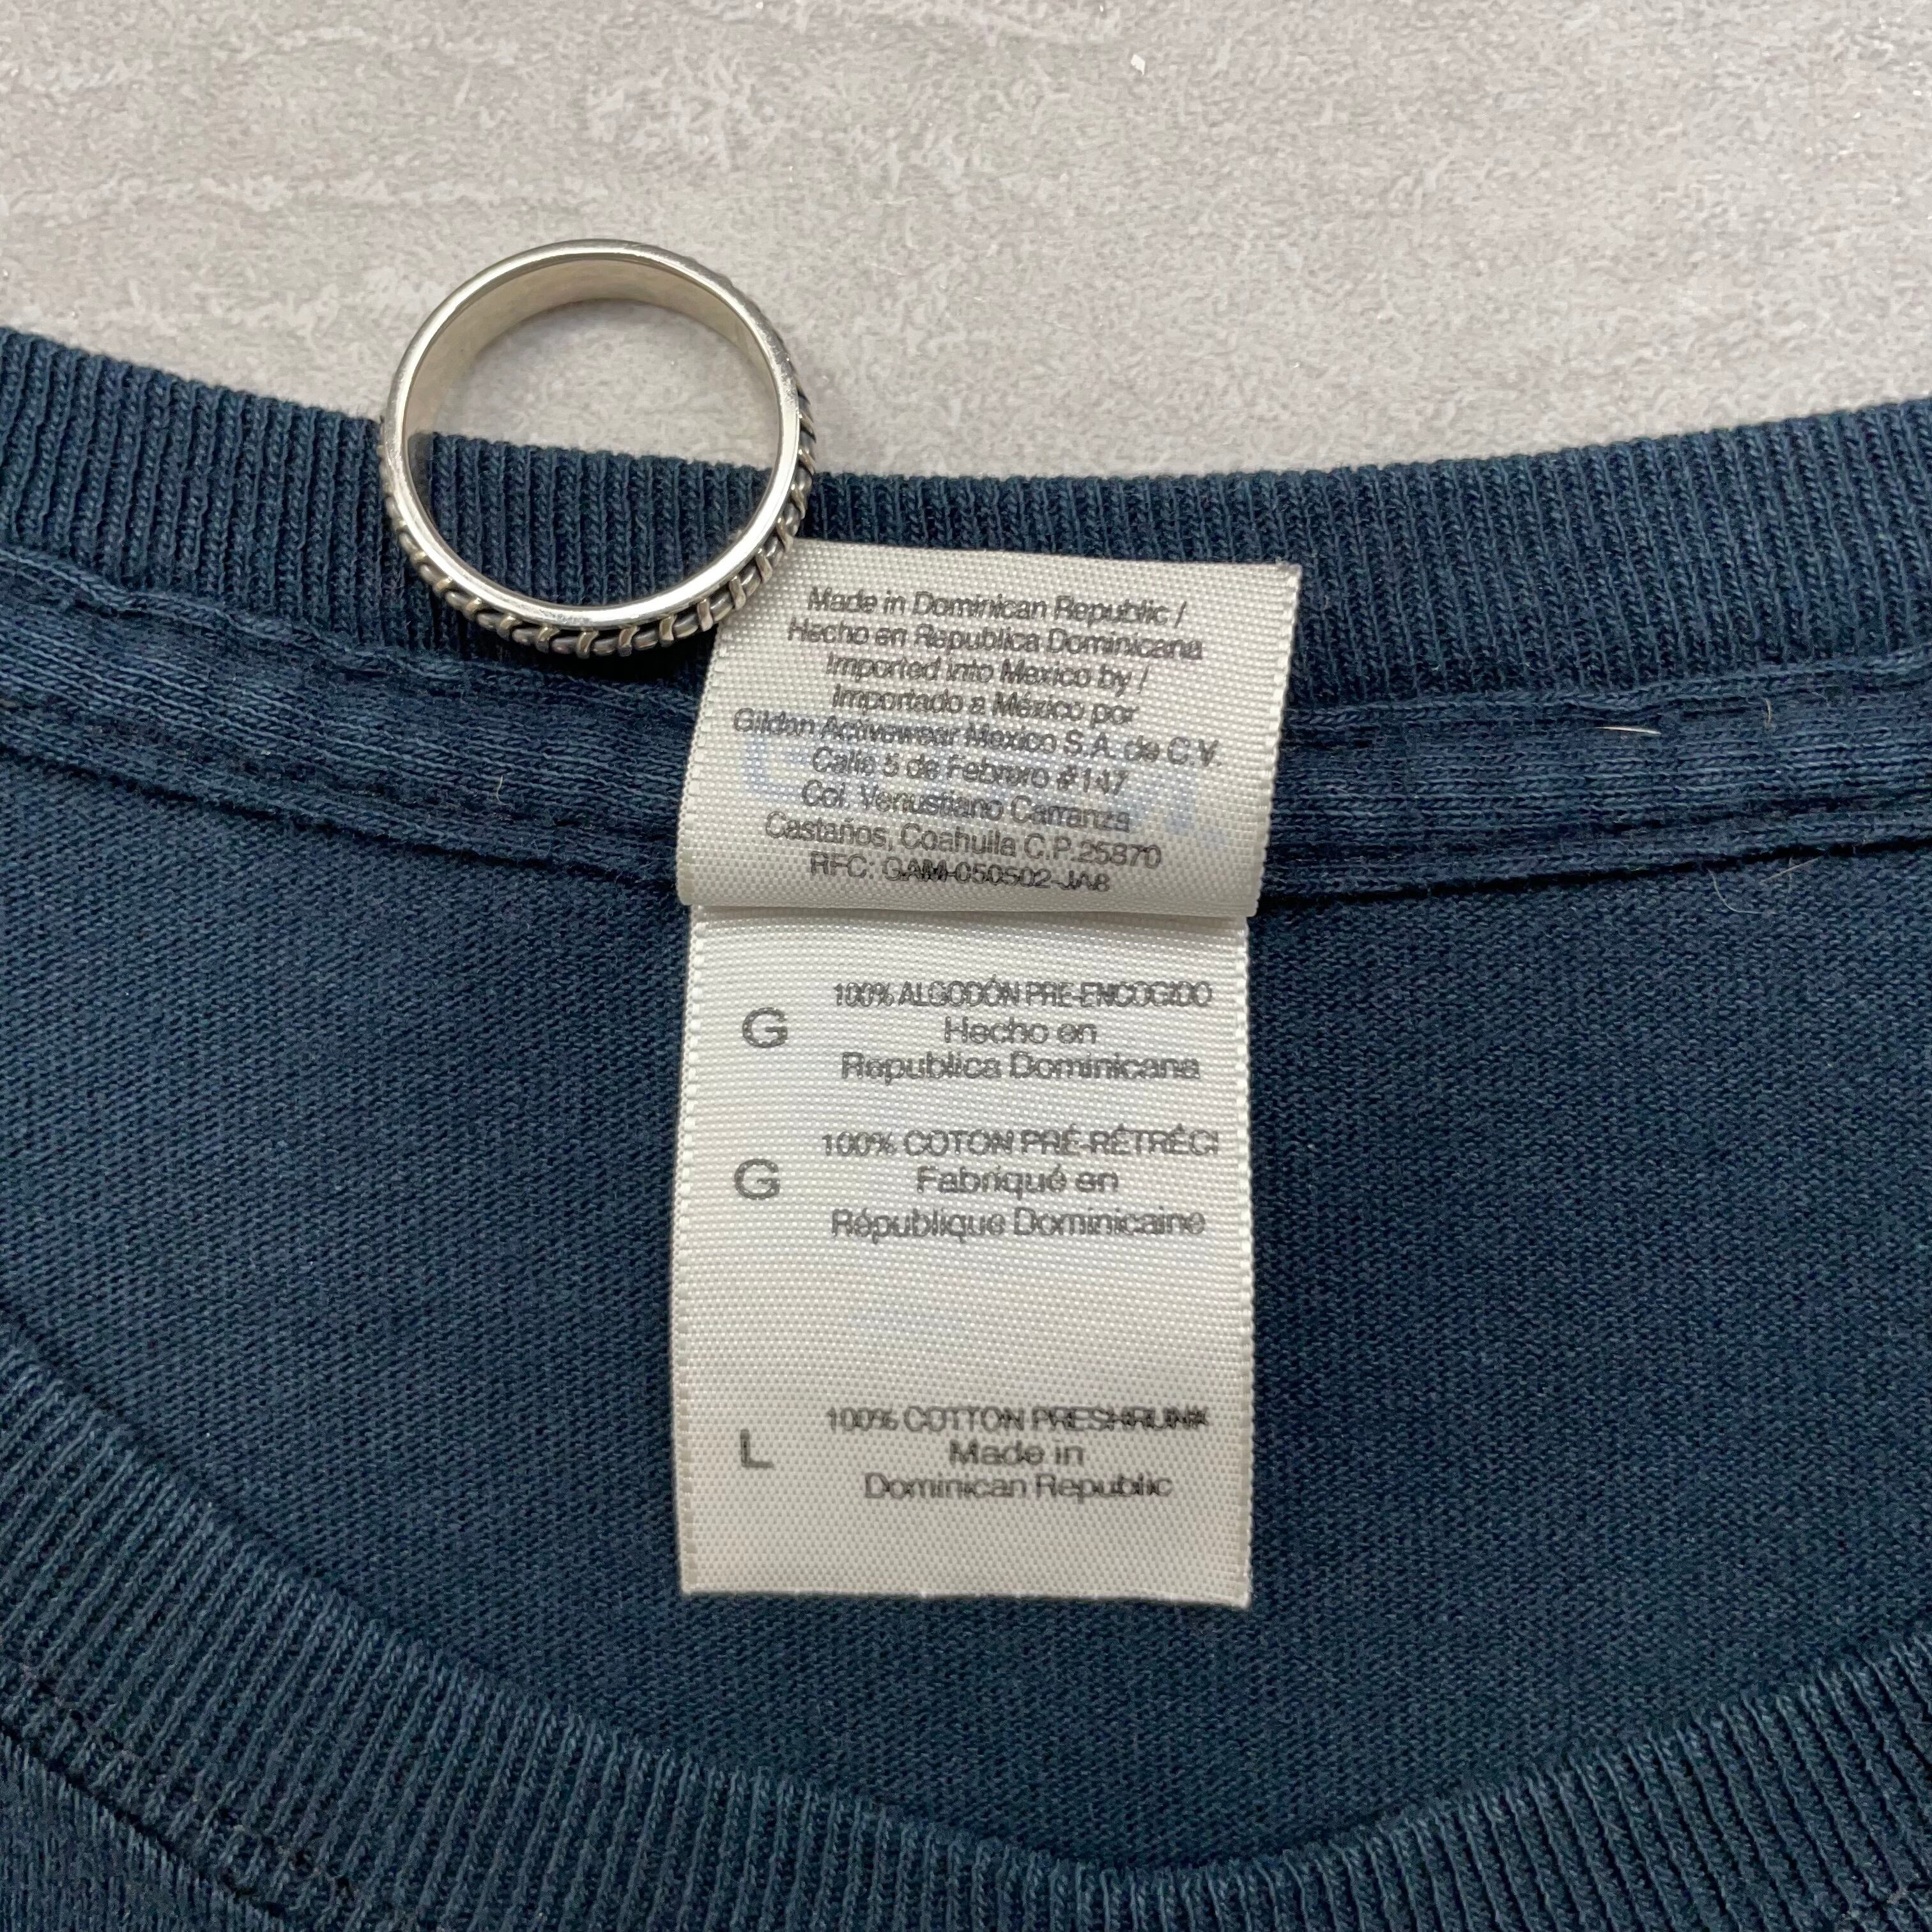 Made in Dominican Republic /
Hecho en Republica Dominicana
Imported into Mexico by /
Importado a México por
Gildan Activewear Mexico S.A. de C.V.
Calle 5 de Febrero #147
Col. Venustiano Carranza
Castaños, Coahuila C.P.25870
RFC: GAM-050502-JA8
100% ALGODÓN PRE-ENCOGIDO
G Hecho en
Republica Dominicana
100% COTON PRÉ-RÉTRÉCI
G Fabriqué en
République Dominicaine
100% COTTON PRESHRUNK
L Made in
Dominican Republic